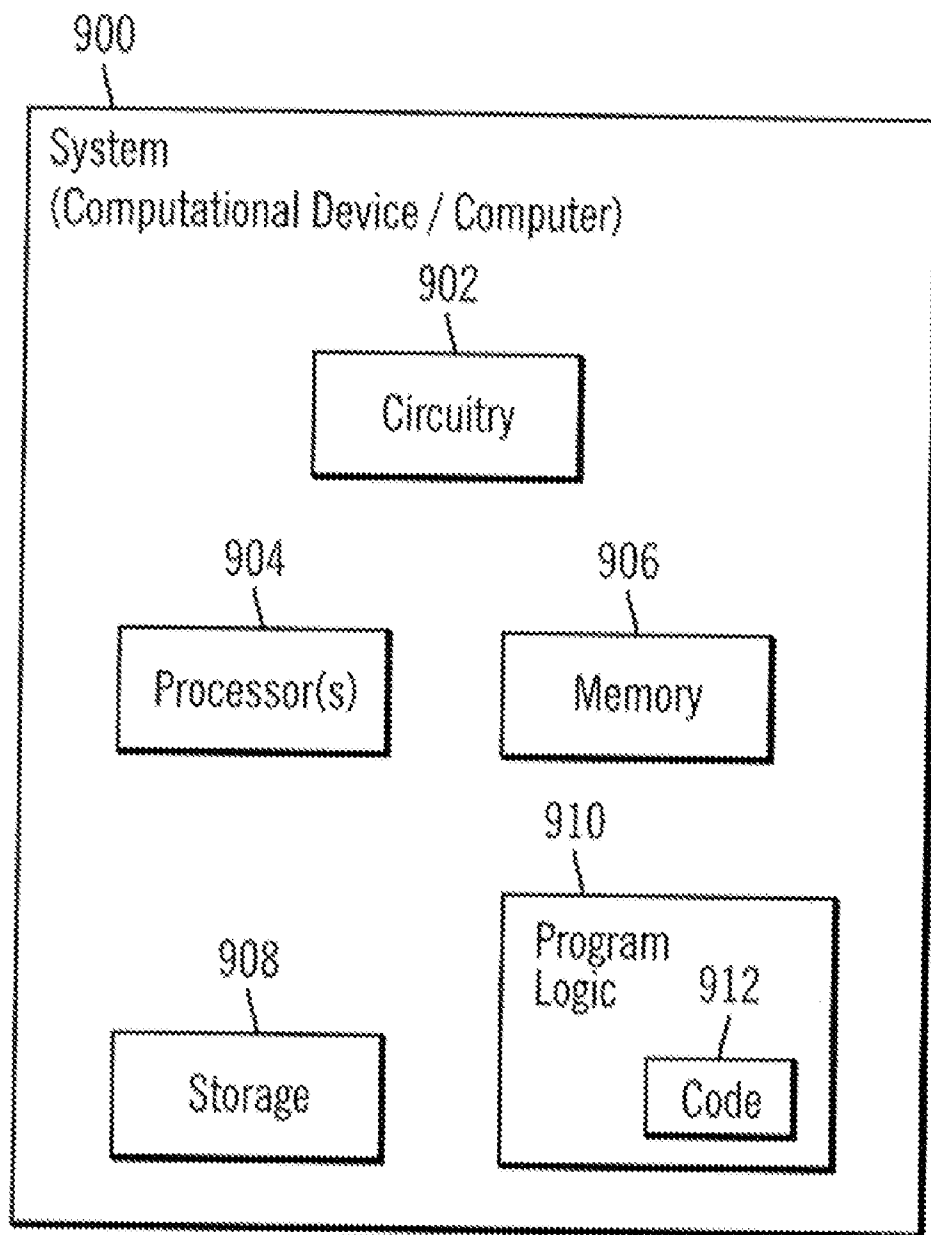 900
System
(Computational Device / Computer)
902
Circuitry
904
906
Processor(s)
Memory
910
Program
Logic
908
912
Storage
Code